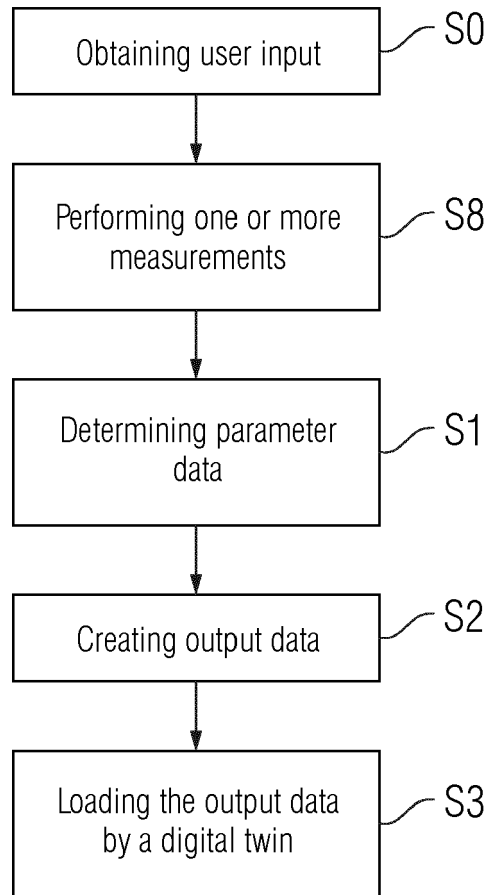 Obtaining user input
S0
Performing one or more
measurements
S8
Determining parameter
data
S1
Creating output data
S2
Loading the output data
by a digital twin
S3